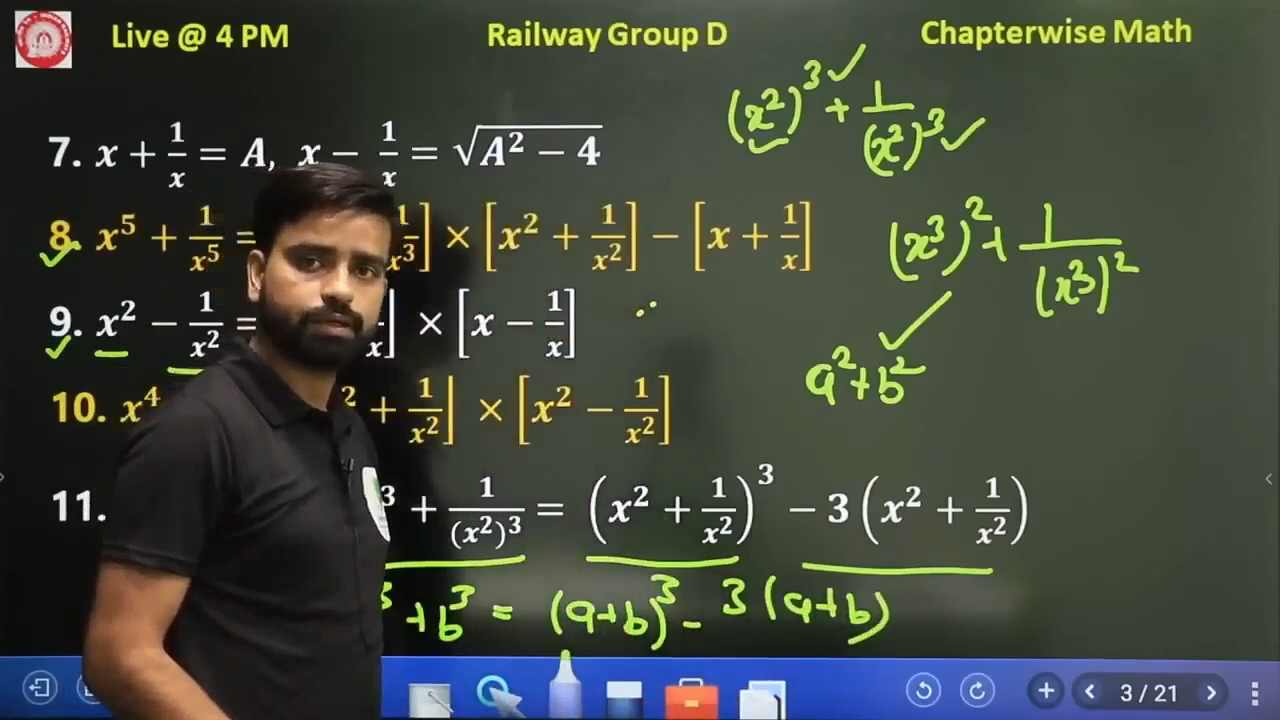 Live @ 4 PM
Railway Group D
Chapterwise Math
7. x + 1/x = A, x − 1/x = √(A² − 4)
8. x⁵ + 1/x⁵ = 1/x³] × [x² + 1/x²] − [x + 1/x]
9. x² − 1/x² = x] × [x − 1/x]
10. x⁴ ² + 1/x²] × [x² − 1/x²]
11. ³ + 1/(x²)³ = (x² + 1/x²)³ − 3 (x² + 1/x²)
³ + b³ = (a+b)³ − 3 (a+b)
(x²)³ + 1/(x²)³
(x³)² + 1/(x³)²
a² + b²
3 / 21